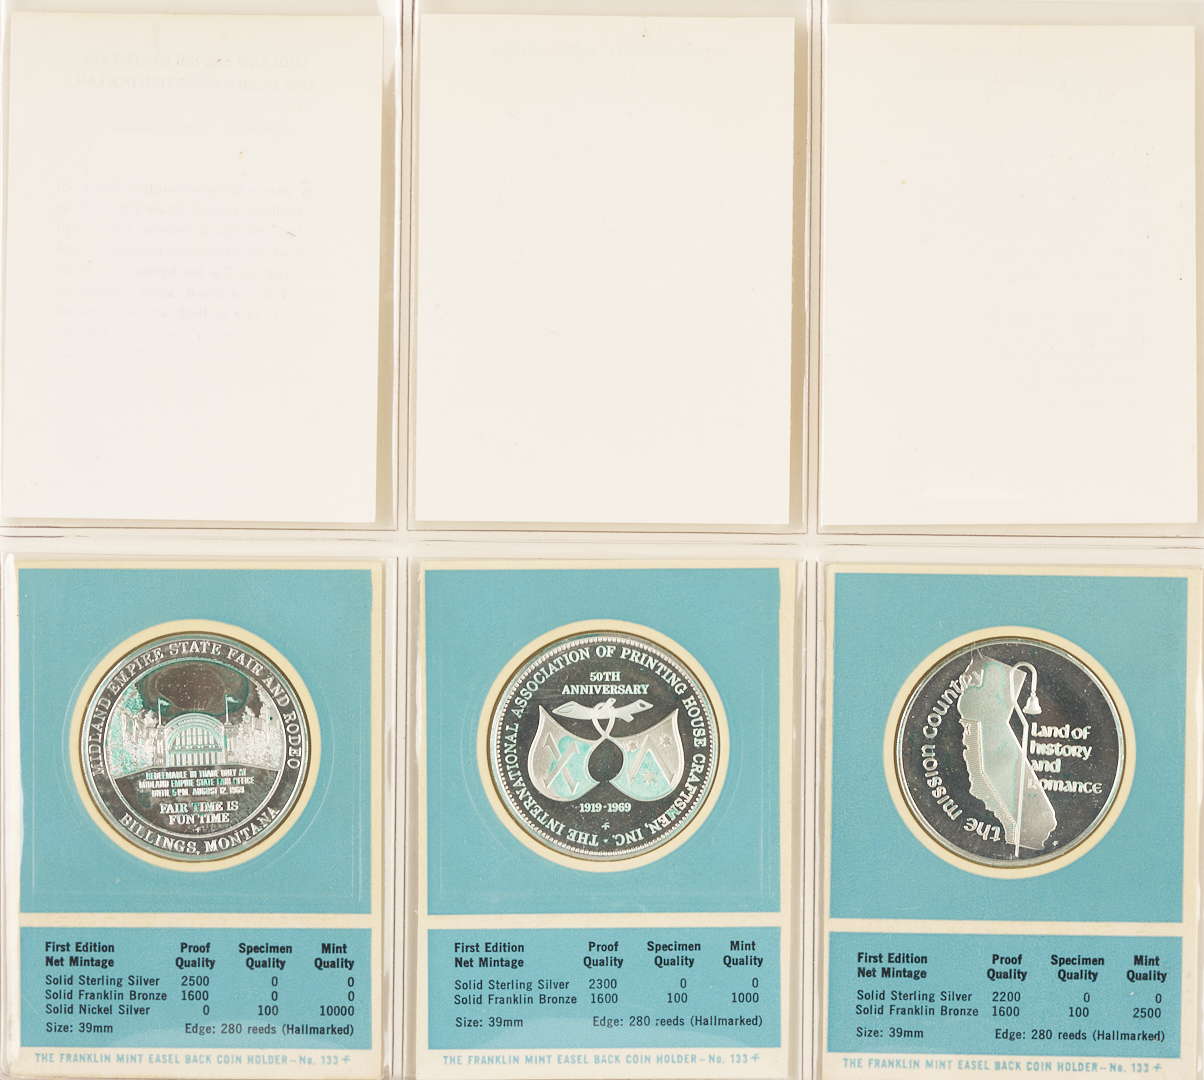 MIDLAND EMPIRE STATE FAIR AND RODEO
REDEEMABLE IN TRADE ONLY AT
MIDLAND EMPIRE STATE FAIR OFFICE
UNTIL 5 P.M. AUGUST 12, 1969
FAIR TIME IS
FUN TIME
BILLINGS, MONTANA
First Edition Proof Specimen Mint
Net Mintage Quality Quality Quality
Solid Sterling Silver 2500 0 0
Solid Franklin Bronze 1600 0 0
Solid Nickel Silver 0 100 10000
Size: 39mm Edge: 280 reeds (Hallmarked)
THE FRANKLIN MINT EASEL BACK COIN HOLDER – No. 133
THE INTERNATIONAL ASSOCIATION OF PRINTING HOUSE CRAFTSMEN, INC. •
50TH
ANNIVERSARY
1919-1969
First Edition Proof Specimen Mint
Net Mintage Quality Quality Quality
Solid Sterling Silver 2300 0 0
Solid Franklin Bronze 1600 100 1000
Size: 39mm Edge: 280 reeds (Hallmarked)
THE FRANKLIN MINT EASEL BACK COIN HOLDER – No. 133
the mission country
land of
history
and
romance
First Edition Proof Specimen Mint
Net Mintage Quality Quality Quality
Solid Sterling Silver 2200 0 0
Solid Franklin Bronze 1600 100 2500
Size: 39mm Edge: 280 reeds (Hallmarked)
THE FRANKLIN MINT EASEL BACK COIN HOLDER – No. 133